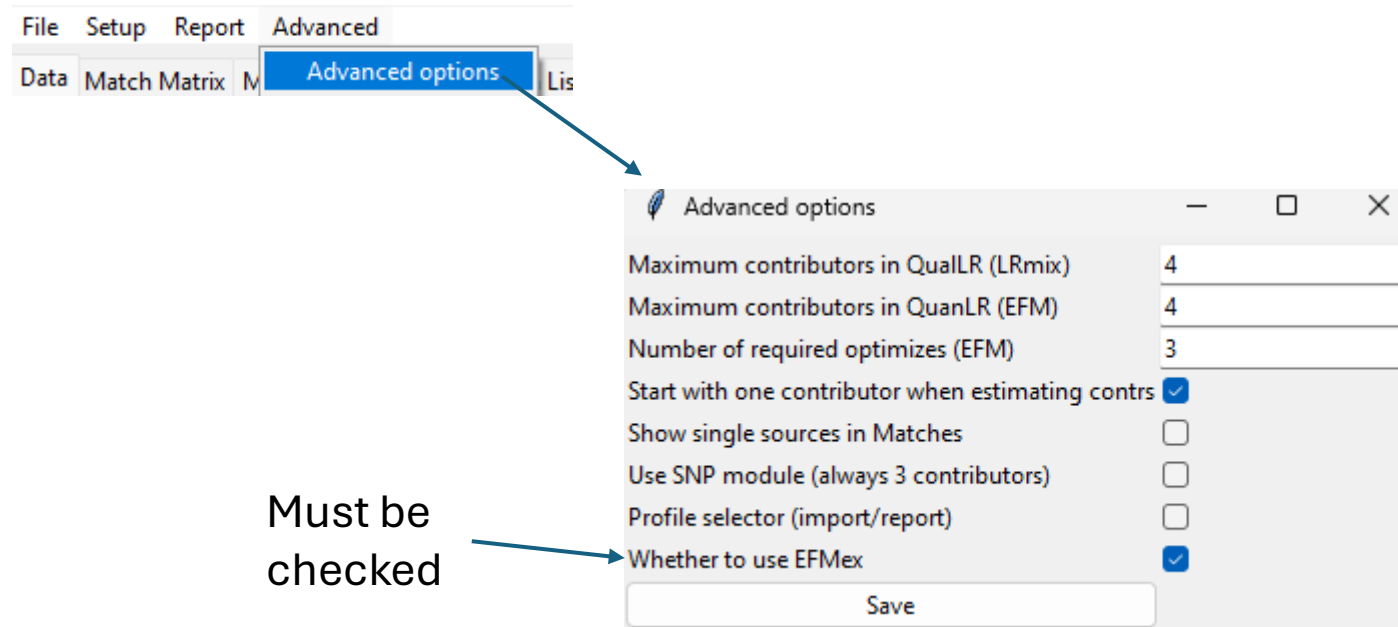 File Setup Report Advanced
Data Match Matrix M Advanced options Lis
Advanced options
Maximum contributors in QualLR (LRmix) 4
Maximum contributors in QuanLR (EFM) 4
Number of required optimizes (EFM) 3
Start with one contributor when estimating contrs
Show single sources in Matches
Use SNP module (always 3 contributors)
Profile selector (import/report)
Whether to use EFMex
Save
Must be
checked